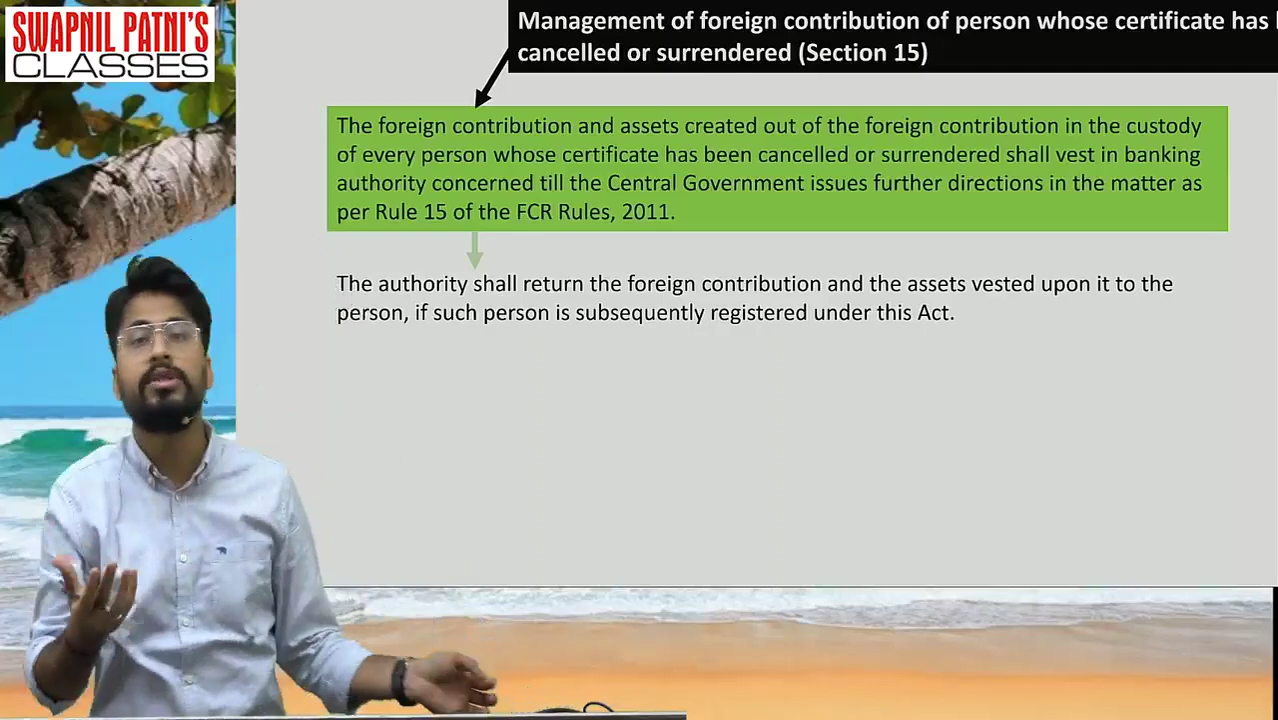 SWAPNIL PATNI'S
CLASSES
Management of foreign contribution of person whose certificate has
cancelled or surrendered (Section 15)
The foreign contribution and assets created out of the foreign contribution in the custody
of every person whose certificate has been cancelled or surrendered shall vest in banking
authority concerned till the Central Government issues further directions in the matter as
per Rule 15 of the FCR Rules, 2011.
The authority shall return the foreign contribution and the assets vested upon it to the
person, if such person is subsequently registered under this Act.